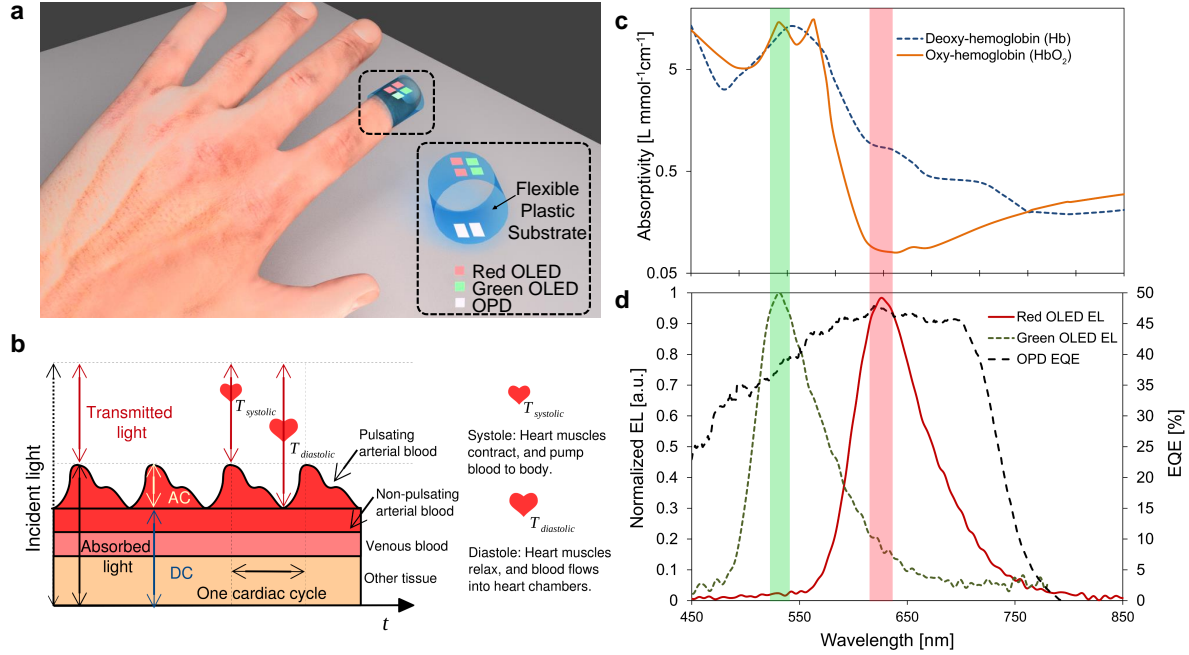 a
Flexible
Plastic
Substrate
Red OLED
Green OLED
OPD
b
Incident light
Transmitted
light
T systolic
T diastolic
AC
Absorbed
light
DC
One cardiac cycle
t
Pulsating
arterial blood
Non-pulsating
arterial blood
Venous blood
Other tissue
T systolic
Systole: Heart muscles
contract, and pump
blood to body.
T diastolic
Diastole: Heart muscles
relax, and blood flows
into heart chambers.
c
Absorptivity [L mmol-1cm-1]
5
0.5
0.05
Deoxy-hemoglobin (Hb)
Oxy-hemoglobin (HbO2)
d
Normalized EL [a.u.]
1
0.9
0.8
0.7
0.6
0.5
0.4
0.3
0.2
0.1
0
Red OLED EL
Green OLED EL
OPD EQE
50
45
40
35
30
25
20
15
10
5
0
EQE [%]
450
550
650
750
850
Wavelength [nm]